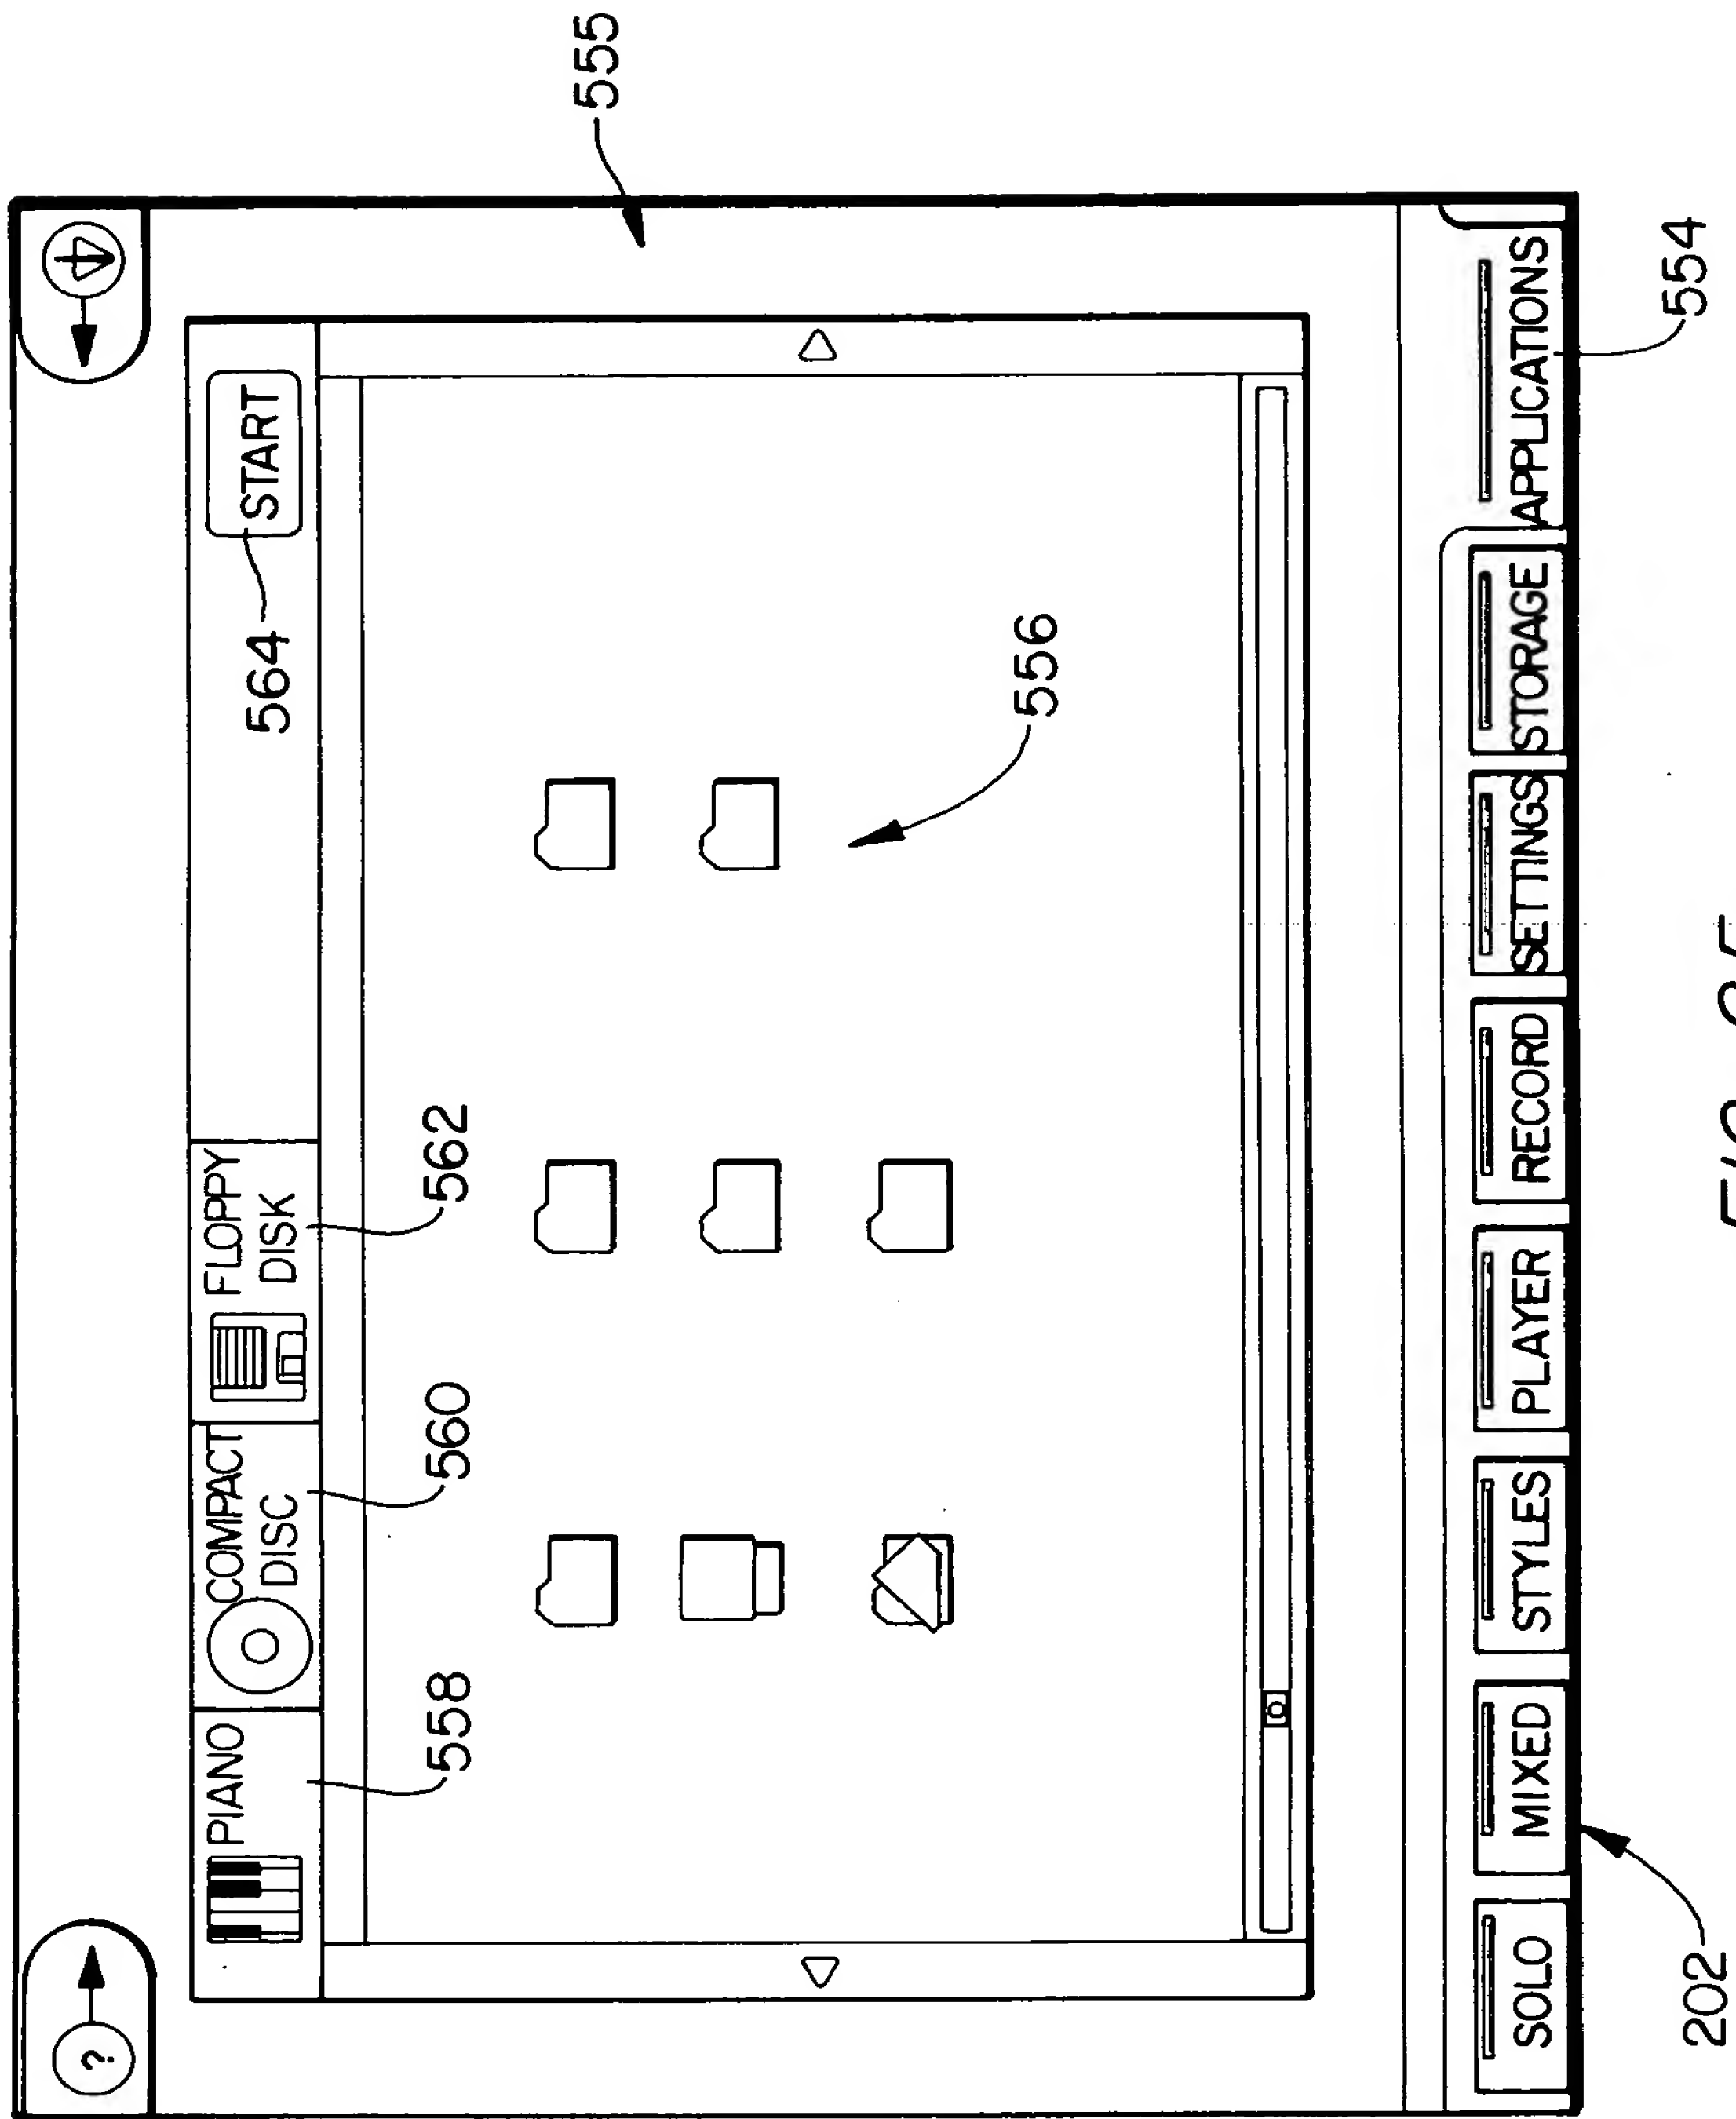 ?
PIANO
COMPACT
DISC
FLOPPY
DISK
START
558
560
562
564
555
556
SOLO
MIXED
STYLES
PLAYER
RECORD
SETTINGS
STORAGE
APPLICATIONS
202
554